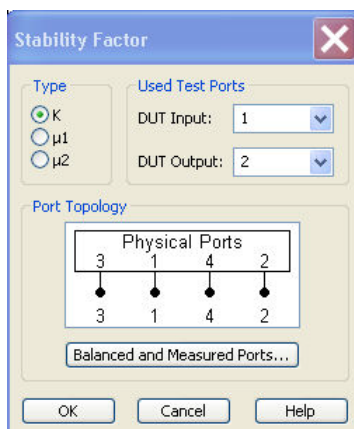 Stability Factor
Type
K
µ1
µ2
Used Test Ports
DUT Input: 1
DUT Output: 2
Port Topology
Physical Ports
3 1 4 2
3 1 4 2
Balanced and Measured Ports...
OK Cancel Help